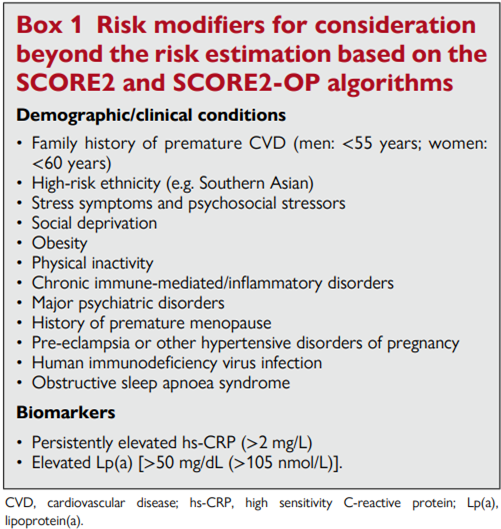 Box 1 Risk modifiers for consideration
beyond the risk estimation based on the
SCORE2 and SCORE2-OP algorithms
Demographic/clinical conditions
• Family history of premature CVD (men: <55 years; women:
<60 years)
• High-risk ethnicity (e.g. Southern Asian)
• Stress symptoms and psychosocial stressors
• Social deprivation
• Obesity
• Physical inactivity
• Chronic immune-mediated/inflammatory disorders
• Major psychiatric disorders
• History of premature menopause
• Pre-eclampsia or other hypertensive disorders of pregnancy
• Human immunodeficiency virus infection
• Obstructive sleep apnoea syndrome
Biomarkers
• Persistently elevated hs-CRP (>2 mg/L)
• Elevated Lp(a) [>50 mg/dL (>105 nmol/L)].
CVD, cardiovascular disease; hs-CRP, high sensitivity C-reactive protein; Lp(a),
lipoprotein(a).